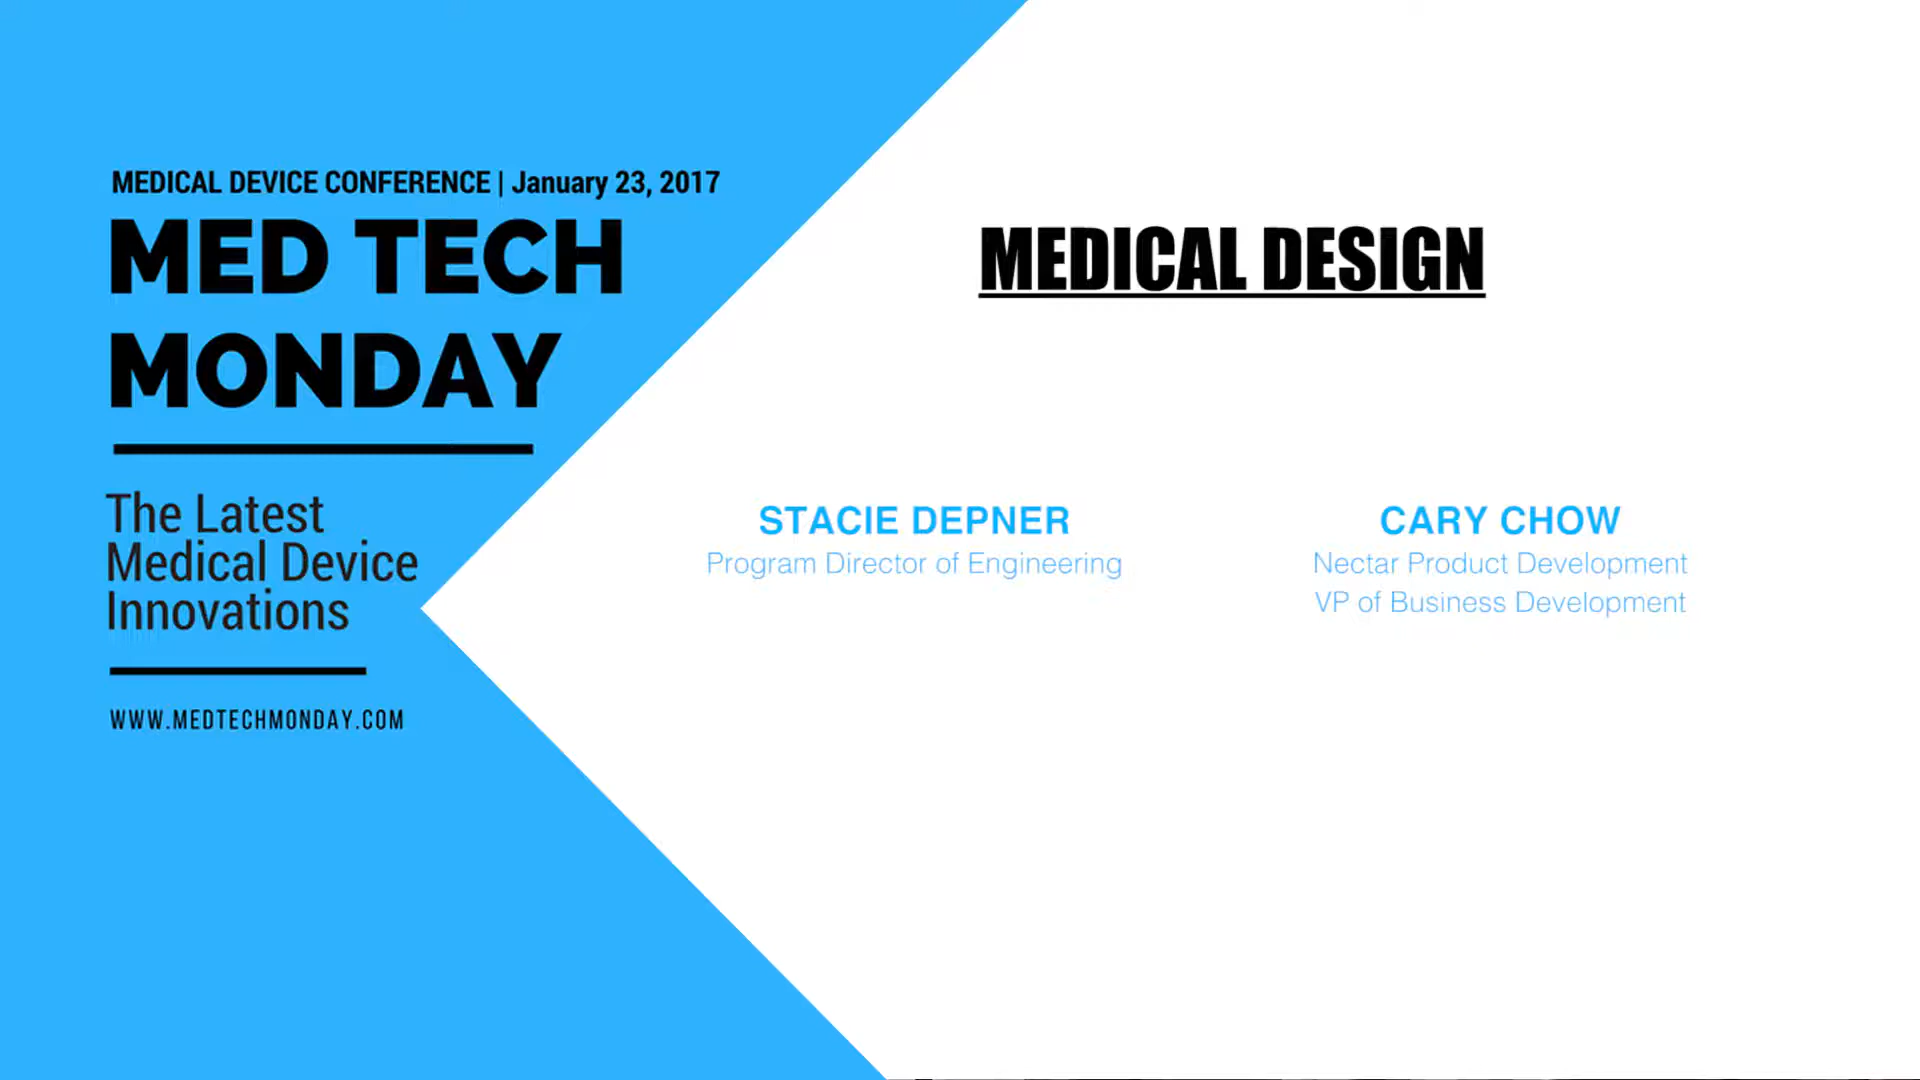 MEDICAL DEVICE CONFERENCE | January 23, 2017
MED TECH
MONDAY
The Latest
Medical Device
Innovations
WWW.MEDTECHMONDAY.COM
MEDICAL DESIGN
STACIE DEPNER
Program Director of Engineering
CARY CHOW
Nectar Product Development
VP of Business Development